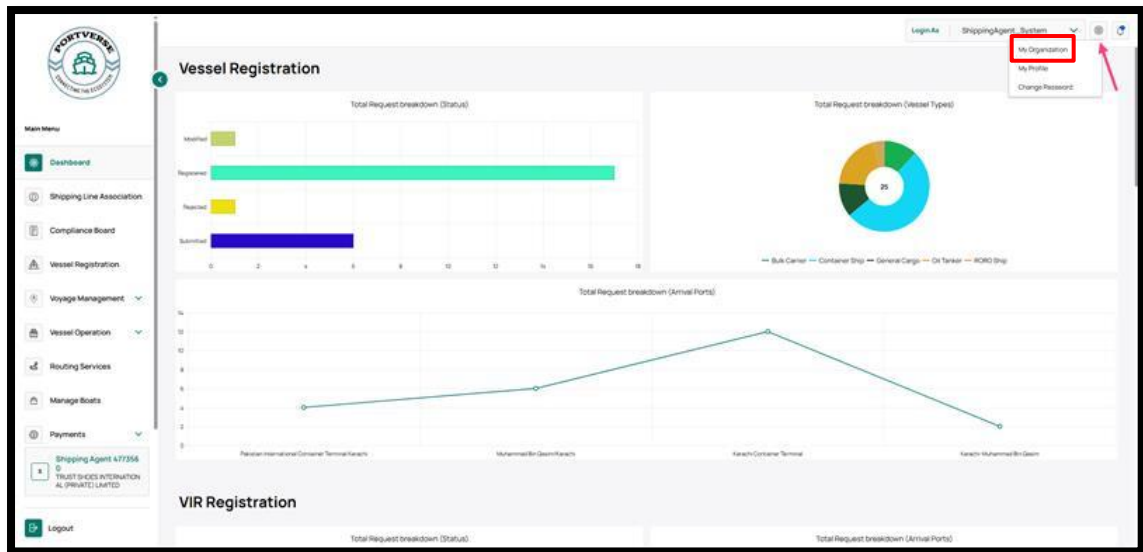 PORTVERSE
CONNECTING THE ECOSYSTEM
Login As ShippingAgent_System
My Organization
My Profile
Change Password
Main Menu
Dashboard
Shipping Line Association
Compliance Board
Vessel Registration
Voyage Management
Vessel Operation
Routing Services
Manage Boats
Payments
Shipping Agent 477356
0
TRUST SHOES INTERNATION
AL (PRIVATE) LIMITED
Logout
Vessel Registration
Total Request breakdown (Status)
Modified
Registered
Rejected
Submitted
0 2 4 6 8 10 12 14 16 18
Total Request breakdown (Vessel Types)
25
Bulk Carrier Container Ship General Cargo Oil Tanker RORO Ship
Total Request breakdown (Arrival Ports)
14
12
10
8
6
4
2
0
Pakistan International Container Terminal Karachi Muhammad Bin Qasim/Karachi Karachi Container Terminal Karachi-Muhammad Bin Qasim
VIR Registration
Total Request breakdown (Status)
Total Request breakdown (Arrival Ports)